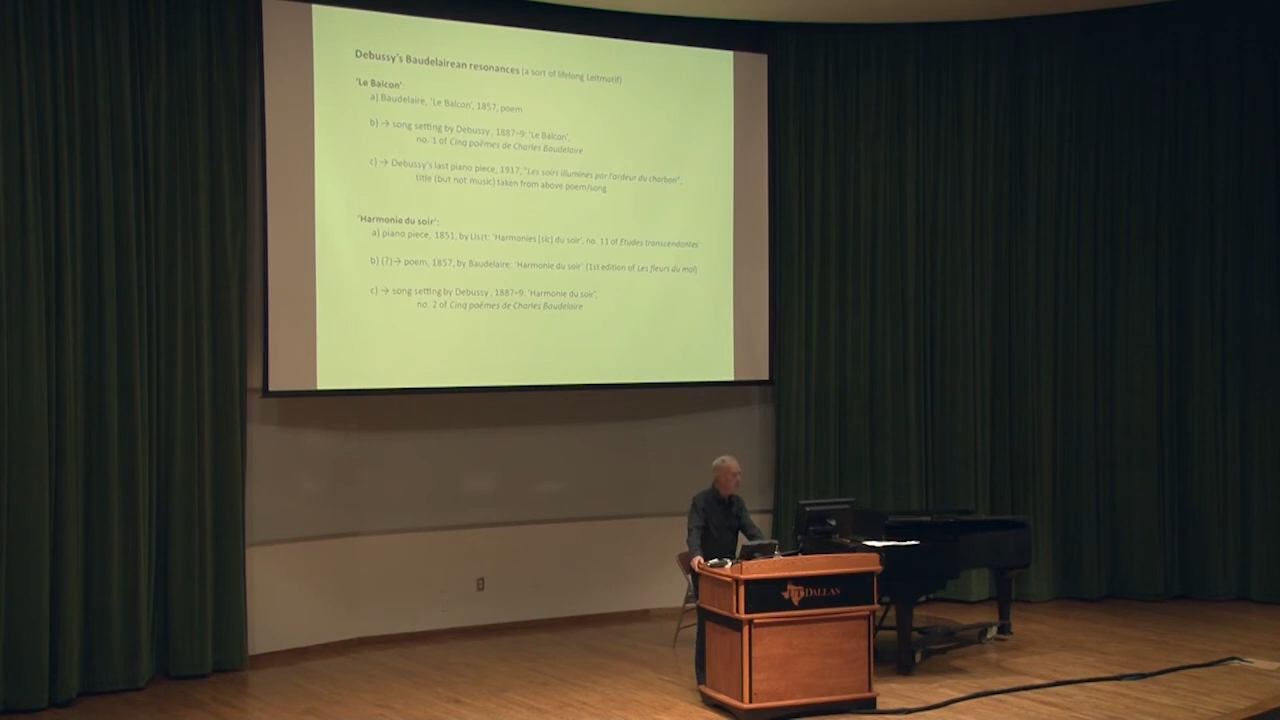 Debussy's Baudelairean resonances (a sort of lifelong Leitmotif)
'Le Balcon'
a) Baudelaire, 'Le Balcon', 1857, poem
b) → song setting by Debussy , 1887–9: 'Le Balcon',
no. 1 of Cinq poèmes de Charles Baudelaire
c) → Debussy's last piano piece, 1917, "Les soirs illuminés par l'ardeur du charbon",
title (but not music) taken from above poem/song
'Harmonie du soir':
a) piano piece, 1851, by Liszt: 'Harmonies [sic] du soir', no. 11 of Etudes transcendantes
b) (?)→ poem, 1857, by Baudelaire: 'Harmonie du soir' (1st edition of Les fleurs du mal)
c) → song setting by Debussy , 1887–9: 'Harmonie du soir',
no. 2 of Cinq poèmes de Charles Baudelaire
UT DALLAS